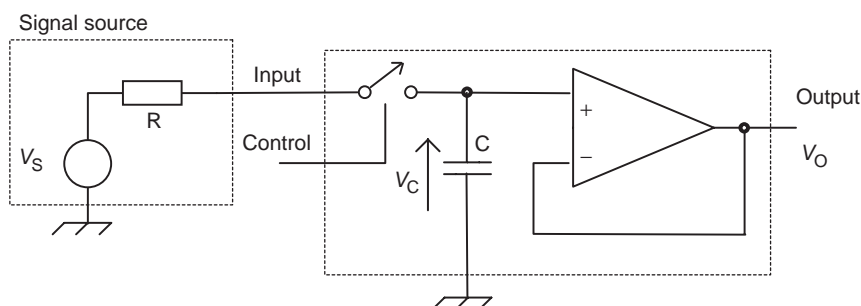 Signal source
Input
Output
R
Control
C
+
−
V_S
V_C
V_O